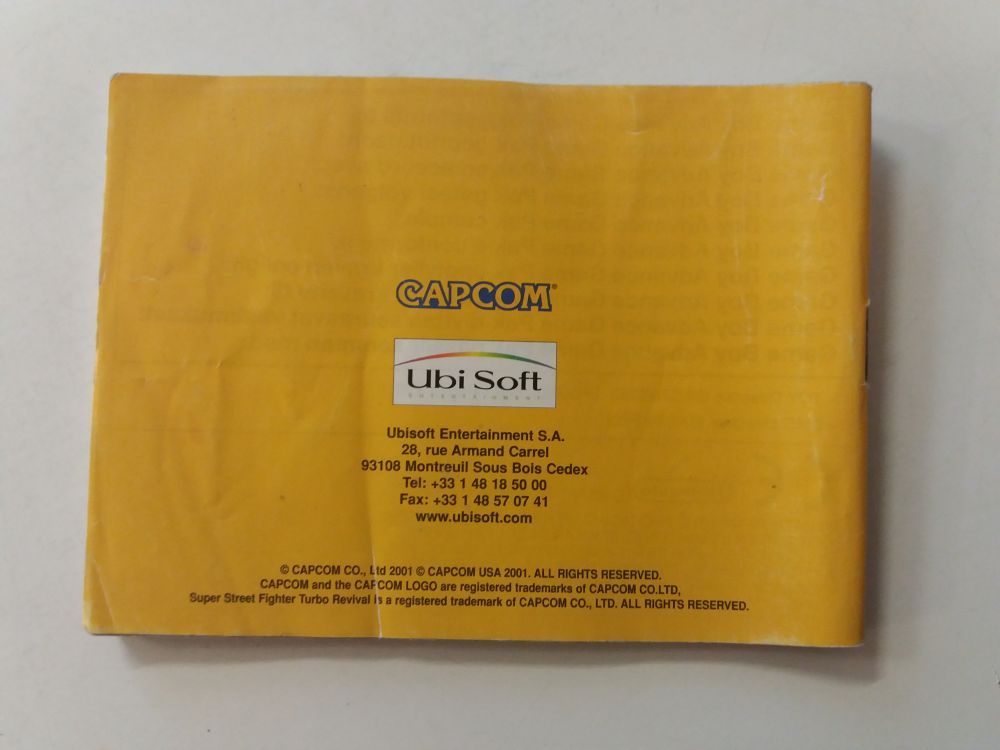 CAPCOM®
Ubi Soft
ENTERTAINMENT
Ubisoft Entertainment S.A.
28, rue Armand Carrel
93108 Montreuil Sous Bois Cedex
Tel: +33 1 48 18 50 00
Fax: +33 1 48 57 07 41
www.ubisoft.com
© CAPCOM CO., Ltd 2001 © CAPCOM USA 2001. ALL RIGHTS RESERVED.
CAPCOM and the CAPCOM LOGO are registered trademarks of CAPCOM CO.LTD,
Super Street Fighter Turbo Revival is a registered trademark of CAPCOM CO., LTD. ALL RIGHTS RESERVED.